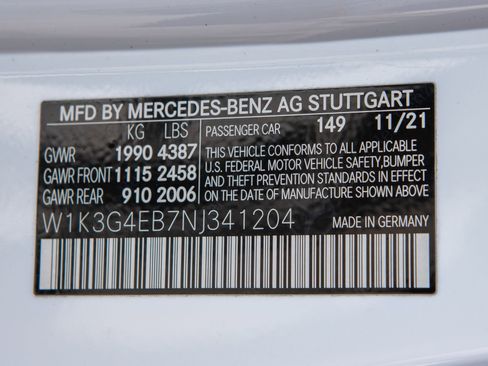 MFD BY MERCEDES-BENZ AG STUTTGART
KG LBS
GVWR 1990 4387
GAWR FRONT 1115 2458
GAWR REAR 910 2006
PASSENGER CAR 149 11/21
THIS VEHICLE CONFORMS TO ALL APPLICABLE
U.S. FEDERAL MOTOR VEHICLE SAFETY, BUMPER
AND THEFT PREVENTION STANDARDS IN EFFECT
ON DATE OF MANUFACTURE SHOWN ABOVE.
W1K3G4EB7NJ341204
MADE IN GERMANY